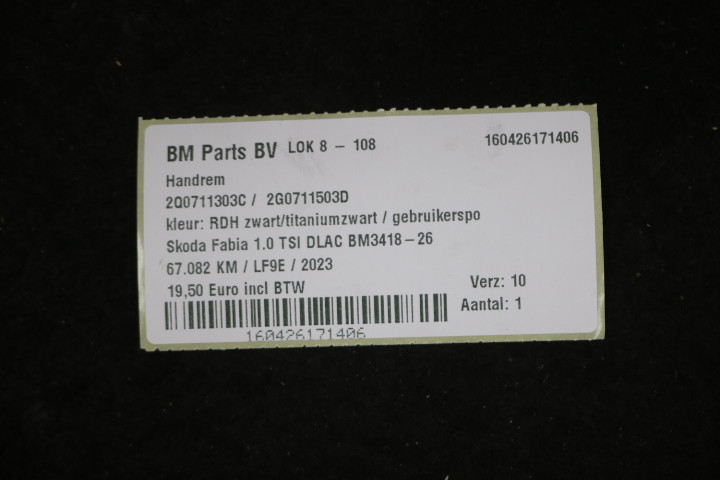 BM Parts BV LOK 8 - 108 160426171406
Handrem
2Q0711303C / 2G0711503D
kleur: RDH zwart/titaniumzwart / gebruikerspo
Skoda Fabia 1.0 TSI DLAC BM3418-26
67.082 KM / LF9E / 2023
19,50 Euro incl BTW Verz: 10
Aantal: 1
160426171406